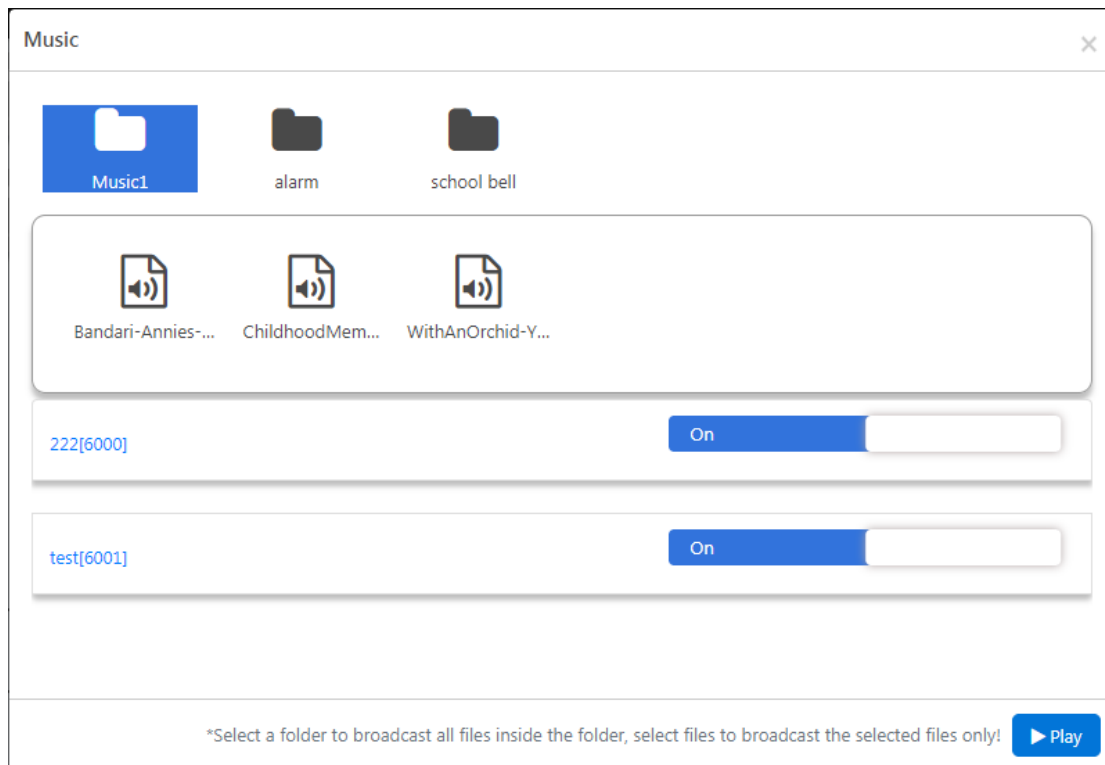 Music
Music1 alarm school bell
Bandari-Annies-... ChildhoodMem... WithAnOrchid-Y...
222[6000] On
test[6001] On
*Select a folder to broadcast all files inside the folder, select files to broadcast the selected files only! Play